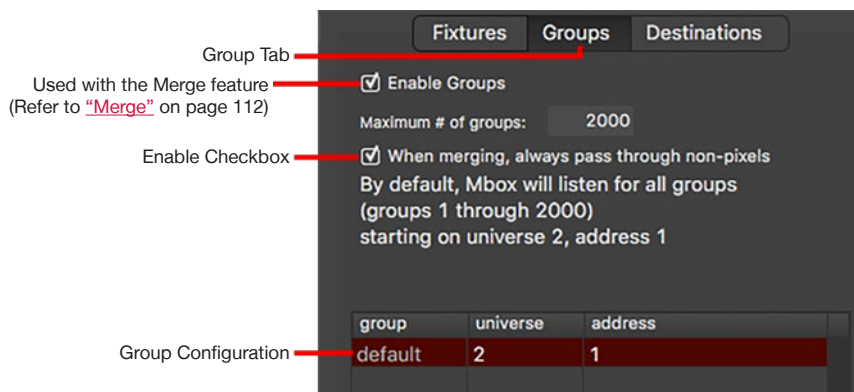 Fixtures Groups Destinations
Group Tab
Used with the Merge feature
(Refer to “Merge” on page 112)
Enable Groups
Maximum # of groups: 2000
Enable Checkbox
When merging, always pass through non-pixels
By default, Mbox will listen for all groups
(groups 1 through 2000)
starting on universe 2, address 1
group universe address
Group Configuration
default 2 1